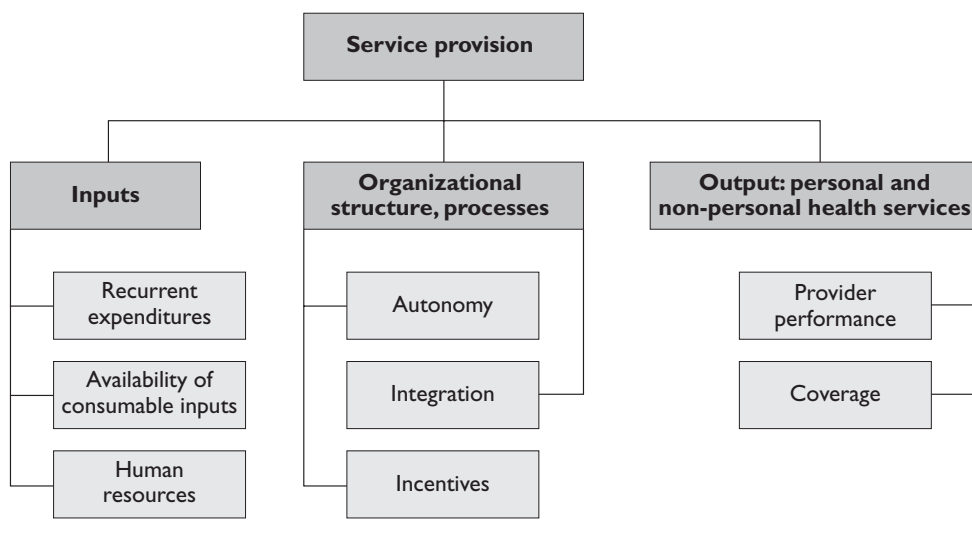 Service provision
Inputs
Organizational
structure, processes
Output: personal and
non-personal health services
Recurrent
expenditures
Availability of
consumable inputs
Human
resources
Autonomy
Integration
Incentives
Provider
performance
Coverage